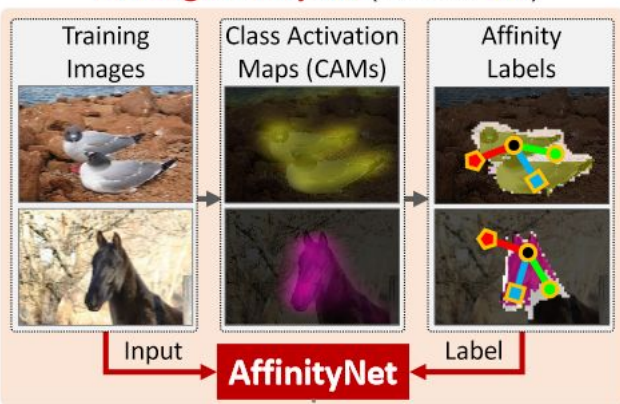 Training
Images
Class Activation
Maps (CAMs)
Affinity
Labels
Input
AffinityNet
Label